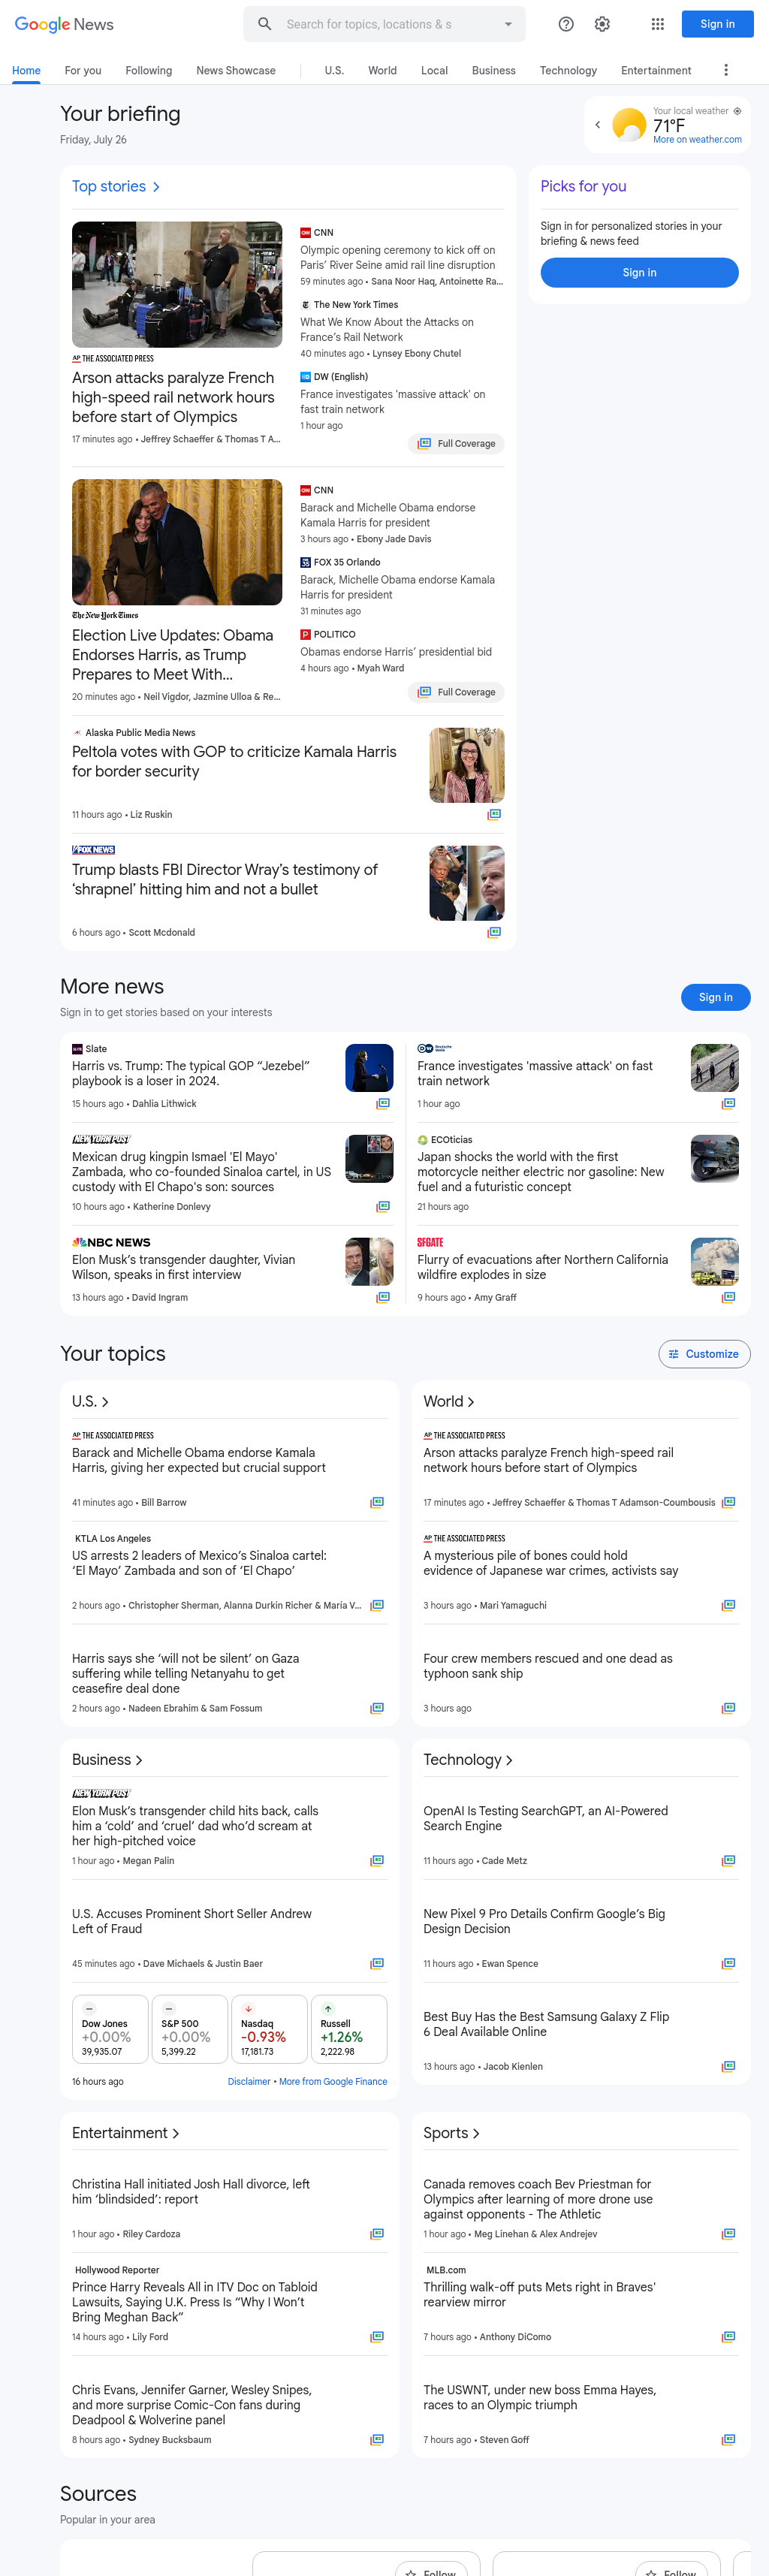 Google News
Search for topics, locations & s
Sign in
Home
For you
Following
News Showcase
U.S.
World
Local
Business
Technology
Entertainment
Your briefing
Friday, July 26
Your local weather
71°F
More on weather.com
Top stories
THE ASSOCIATED PRESS
Arson attacks paralyze French
high-speed rail network hours
before start of Olympics
17 minutes ago • Jeffrey Schaeffer & Thomas T A...
CNN
Olympic opening ceremony to kick off on
Paris’ River Seine amid rail line disruption
59 minutes ago • Sana Noor Haq, Antoinette Ra...
The New York Times
What We Know About the Attacks on
France’s Rail Network
40 minutes ago • Lynsey Ebony Chutel
DW (English)
France investigates 'massive attack' on
fast train network
1 hour ago
Full Coverage
Picks for you
Sign in for personalized stories in your
briefing & news feed
Sign in
The New York Times
Election Live Updates: Obama
Endorses Harris, as Trump
Prepares to Meet With...
20 minutes ago • Neil Vigdor, Jazmine Ulloa & Re...
CNN
Barack and Michelle Obama endorse
Kamala Harris for president
3 hours ago • Ebony Jade Davis
FOX 35 Orlando
Barack, Michelle Obama endorse Kamala
Harris for president
31 minutes ago
POLITICO
Obamas endorse Harris’ presidential bid
4 hours ago • Myah Ward
Full Coverage
Alaska Public Media News
Peltola votes with GOP to criticize Kamala Harris
for border security
11 hours ago • Liz Ruskin
FOX NEWS
Trump blasts FBI Director Wray’s testimony of
‘shrapnel’ hitting him and not a bullet
6 hours ago • Scott Mcdonald
More news
Sign in to get stories based on your interests
Sign in
Slate
Harris vs. Trump: The typical GOP “Jezebel”
playbook is a loser in 2024.
15 hours ago • Dahlia Lithwick
NEW YORK POST
Mexican drug kingpin Ismael 'El Mayo'
Zambada, who co-founded Sinaloa cartel, in US
custody with El Chapo's son: sources
10 hours ago • Katherine Donlevy
NBC NEWS
Elon Musk’s transgender daughter, Vivian
Wilson, speaks in first interview
13 hours ago • David Ingram
DW Deutsche Welle
France investigates 'massive attack' on fast
train network
1 hour ago
ECOticias
Japan shocks the world with the first
motorcycle neither electric nor gasoline: New
fuel and a futuristic concept
21 hours ago
SFGATE
Flurry of evacuations after Northern California
wildfire explodes in size
9 hours ago • Amy Graff
Your topics
Customize
U.S.
THE ASSOCIATED PRESS
Barack and Michelle Obama endorse Kamala
Harris, giving her expected but crucial support
41 minutes ago • Bill Barrow
KTLA Los Angeles
US arrests 2 leaders of Mexico’s Sinaloa cartel:
‘El Mayo’ Zambada and son of ‘El Chapo’
2 hours ago • Christopher Sherman, Alanna Durkin Richer & María V...
Harris says she ‘will not be silent’ on Gaza
suffering while telling Netanyahu to get
ceasefire deal done
2 hours ago • Nadeen Ebrahim & Sam Fossum
World
THE ASSOCIATED PRESS
Arson attacks paralyze French high-speed rail
network hours before start of Olympics
17 minutes ago • Jeffrey Schaeffer & Thomas T Adamson-Coumbousis
THE ASSOCIATED PRESS
A mysterious pile of bones could hold
evidence of Japanese war crimes, activists say
3 hours ago • Mari Yamaguchi
Four crew members rescued and one dead as
typhoon sank ship
3 hours ago
Business
NEW YORK POST
Elon Musk’s transgender child hits back, calls
him a ‘cold’ and ‘cruel’ dad who’d scream at
her high-pitched voice
1 hour ago • Megan Palin
U.S. Accuses Prominent Short Seller Andrew
Left of Fraud
45 minutes ago • Dave Michaels & Justin Baer
Dow Jones
+0.00%
39,935.07
S&P 500
+0.00%
5,399.22
Nasdaq
-0.93%
17,181.73
Russell
+1.26%
2,222.98
16 hours ago
Disclaimer • More from Google Finance
Technology
OpenAI Is Testing SearchGPT, an AI-Powered
Search Engine
11 hours ago • Cade Metz
New Pixel 9 Pro Details Confirm Google’s Big
Design Decision
11 hours ago • Ewan Spence
Best Buy Has the Best Samsung Galaxy Z Flip
6 Deal Available Online
13 hours ago • Jacob Kienlen
Entertainment
Christina Hall initiated Josh Hall divorce, left
him ‘blindsided’: report
1 hour ago • Riley Cardoza
Hollywood Reporter
Prince Harry Reveals All in ITV Doc on Tabloid
Lawsuits, Saying U.K. Press Is “Why I Won’t
Bring Meghan Back”
14 hours ago • Lily Ford
Chris Evans, Jennifer Garner, Wesley Snipes,
and more surprise Comic-Con fans during
Deadpool & Wolverine panel
8 hours ago • Sydney Bucksbaum
Sports
Canada removes coach Bev Priestman for
Olympics after learning of more drone use
against opponents - The Athletic
1 hour ago • Meg Linehan & Alex Andrejev
MLB.com
Thrilling walk-off puts Mets right in Braves'
rearview mirror
7 hours ago • Anthony DiComo
The USWNT, under new boss Emma Hayes,
races to an Olympic triumph
7 hours ago • Steven Goff
Sources
Popular in your area
Follow
Follow